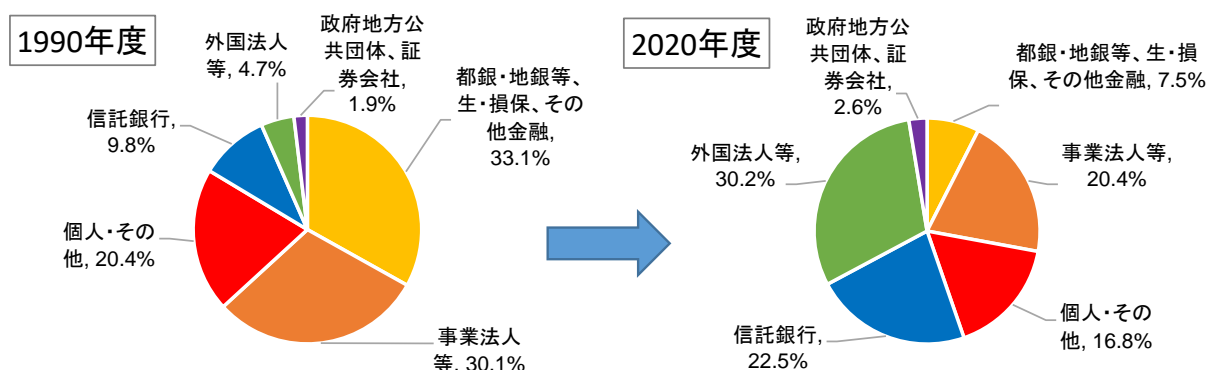 1990年度
外国法人
等, 4.7%
政府地方公
共団体、証
券会社,
1.9%
都銀・地銀等、
生・損保、その
他金融,
33.1%
信託銀行,
9.8%
個人・その
他, 20.4%
事業法人
等, 30.1%
2020年度
政府地方公
共団体、証
券会社,
2.6%
都銀・地銀等、生・損
保、その他金融, 7.5%
外国法人等,
30.2%
事業法人等,
20.4%
信託銀行,
22.5%
個人・その
他, 16.8%